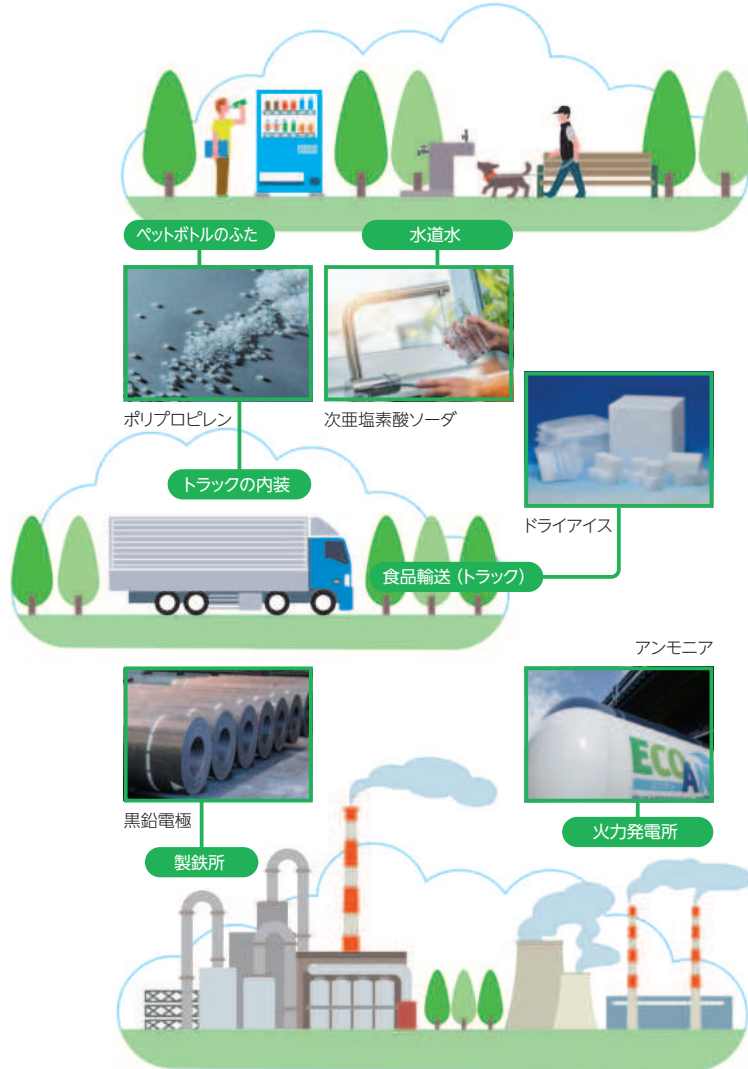 ペットボトルのふた
水道水
ポリプロピレン
次亜塩素酸ソーダ
トラックの内装
ドライアイス
食品輸送（トラック）
アンモニア
ECO
黒鉛電極
火力発電所
製鉄所